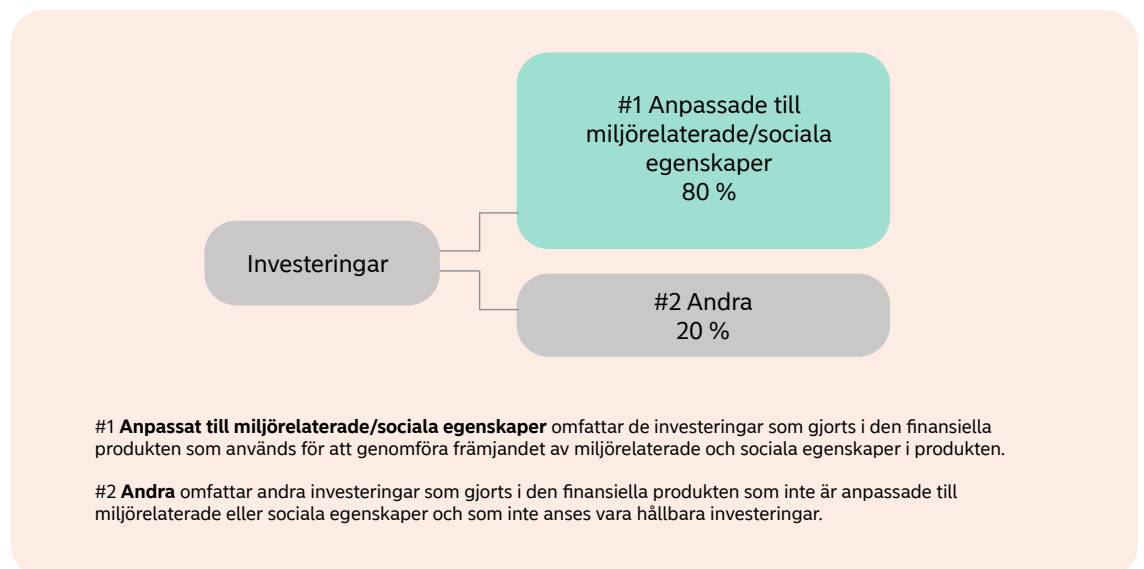 #1 Anpassade till
miljörelaterade/sociala
egenskaper
80 %
Investeringar
#2 Andra
20 %
#1 Anpassat till miljörelaterade/sociala egenskaper omfattar de investeringar som gjorts i den finansiella
produkten som används för att genomföra främjandet av miljörelaterade och sociala egenskaper i produkten.
#2 Andra omfattar andra investeringar som gjorts i den finansiella produkten som inte är anpassade till
miljörelaterade eller sociala egenskaper och som inte anses vara hållbara investeringar.